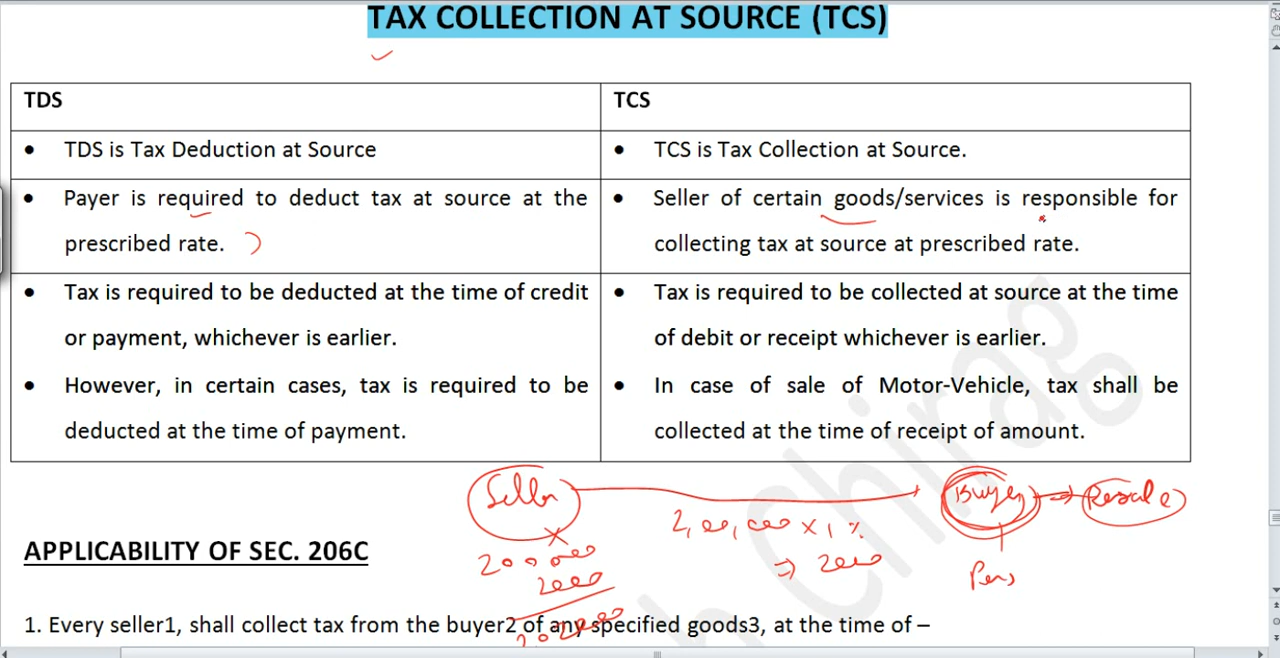 TAX COLLECTION AT SOURCE (TCS)
TDS
TCS
• TDS is Tax Deduction at Source
• TCS is Tax Collection at Source.
• Payer is required to deduct tax at source at the
prescribed rate.
• Seller of certain goods/services is responsible for
collecting tax at source at prescribed rate.
• Tax is required to be deducted at the time of credit
or payment, whichever is earlier.
• Tax is required to be collected at source at the time
of debit or receipt whichever is earlier.
• However, in certain cases, tax is required to be
deducted at the time of payment.
• In case of sale of Motor-Vehicle, tax shall be
collected at the time of receipt of amount.
Seller
Buyer
Resale
2,00,000 x 1%
⇒ 2000
200000
2000
202000
Pers
APPLICABILITY OF SEC. 206C
1. Every seller1, shall collect tax from the buyer2 of any specified goods3, at the time of –
Chirag